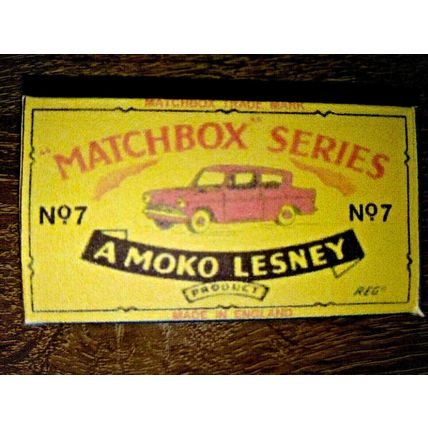 MATCHBOX TRADE MARK
"MATCHBOX" SERIES
Nº7
Nº7
A MOKO LESNEY
PRODUCT
REGD
MADE IN ENGLAND